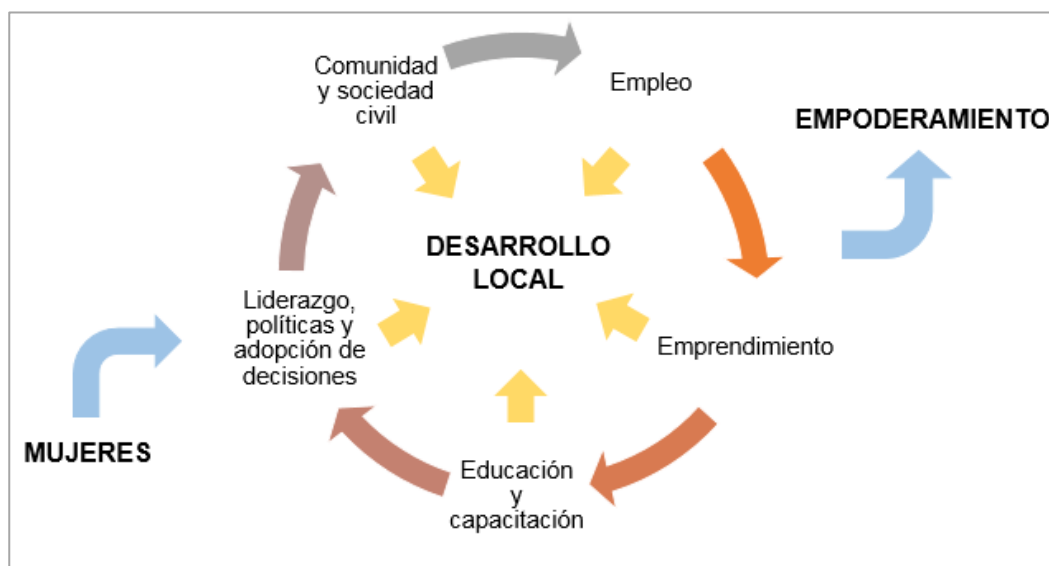 Comunidad
y sociedad
civil
Empleo
EMPODERAMIENTO
DESARROLLO
LOCAL
Liderazgo,
políticas y
adopción de
decisiones
Emprendimiento
MUJERES
Educación
y
capacitación